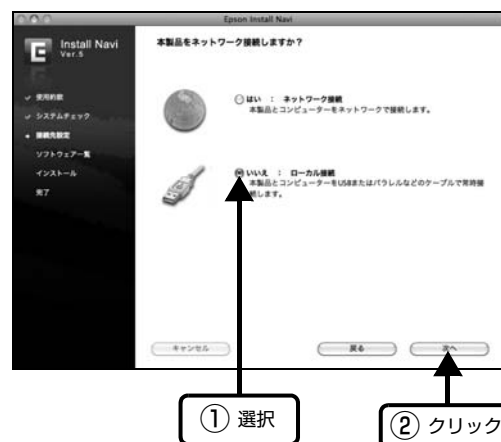 Epson Install Navi
Install Navi
Ver.5
使用許諾
システムチェック
接続先設定
ソフトウェア一覧
インストール
完了
本製品をネットワーク接続しますか？
はい ： ネットワーク接続
本製品とコンピューターをネットワークで接続します。
いいえ ： ローカル接続
本製品とコンピューターをUSBまたはパラレルなどのケーブルで常時接
続します。
キャンセル
戻る
次へ
① 選択
② クリック